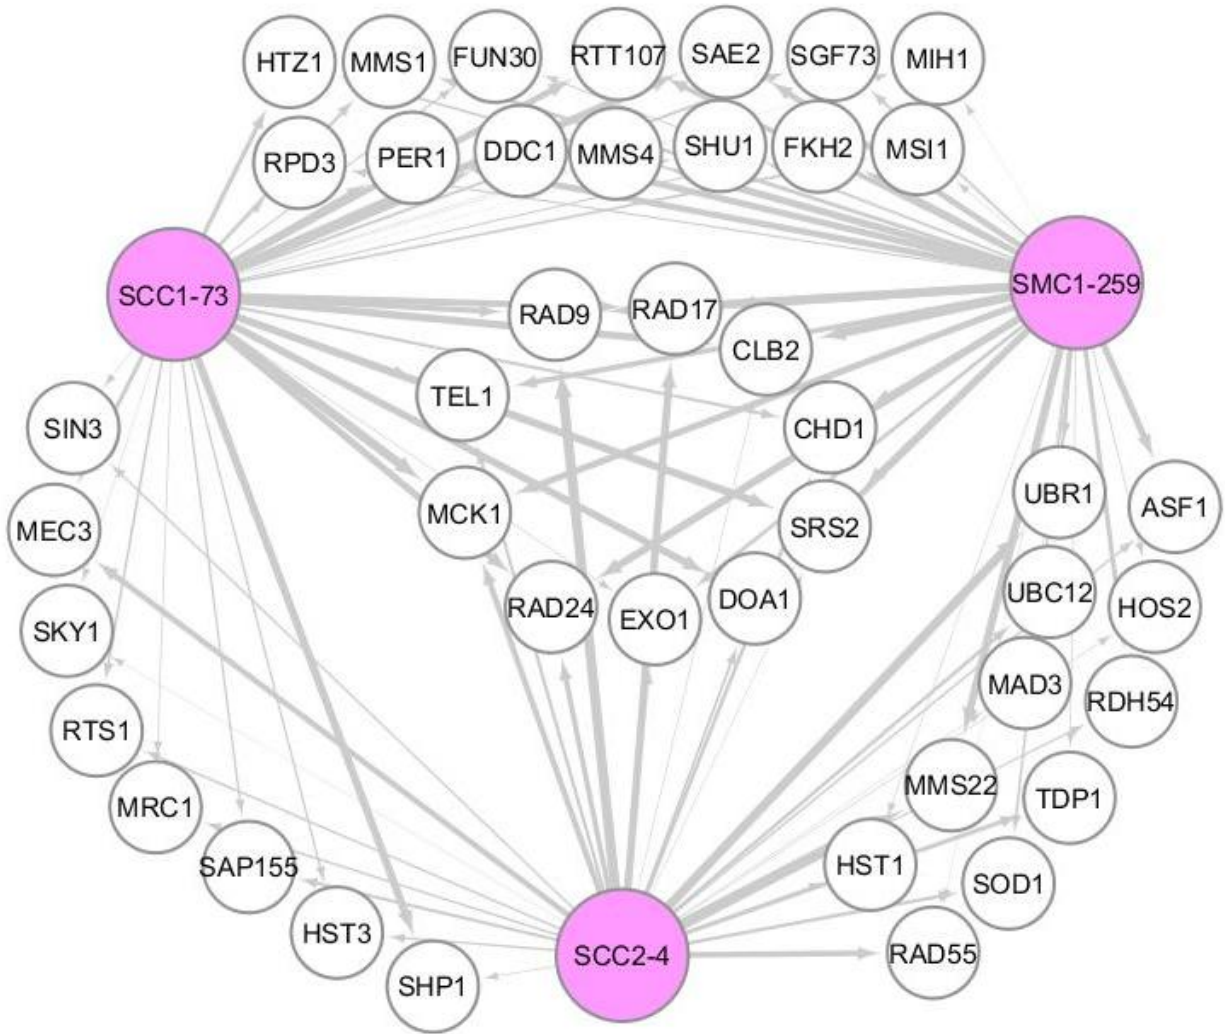 HTZ1
MMS1
FUN30
RTT107
SAE2
SGF73
MIH1
RPD3
PER1
DDC1
MMS4
SHU1
FKH2
MSI1
SCC1-73
SMC1-259
RAD9
RAD17
CLB2
TEL1
CHD1
MCK1
SRS2
RAD24
EXO1
DOA1
SIN3
MEC3
SKY1
RTS1
MRC1
SAP155
HST3
SHP1
UBR1
ASF1
UBC12
HOS2
MAD3
RDH54
MMS22
TDP1
HST1
SOD1
RAD55
SCC2-4